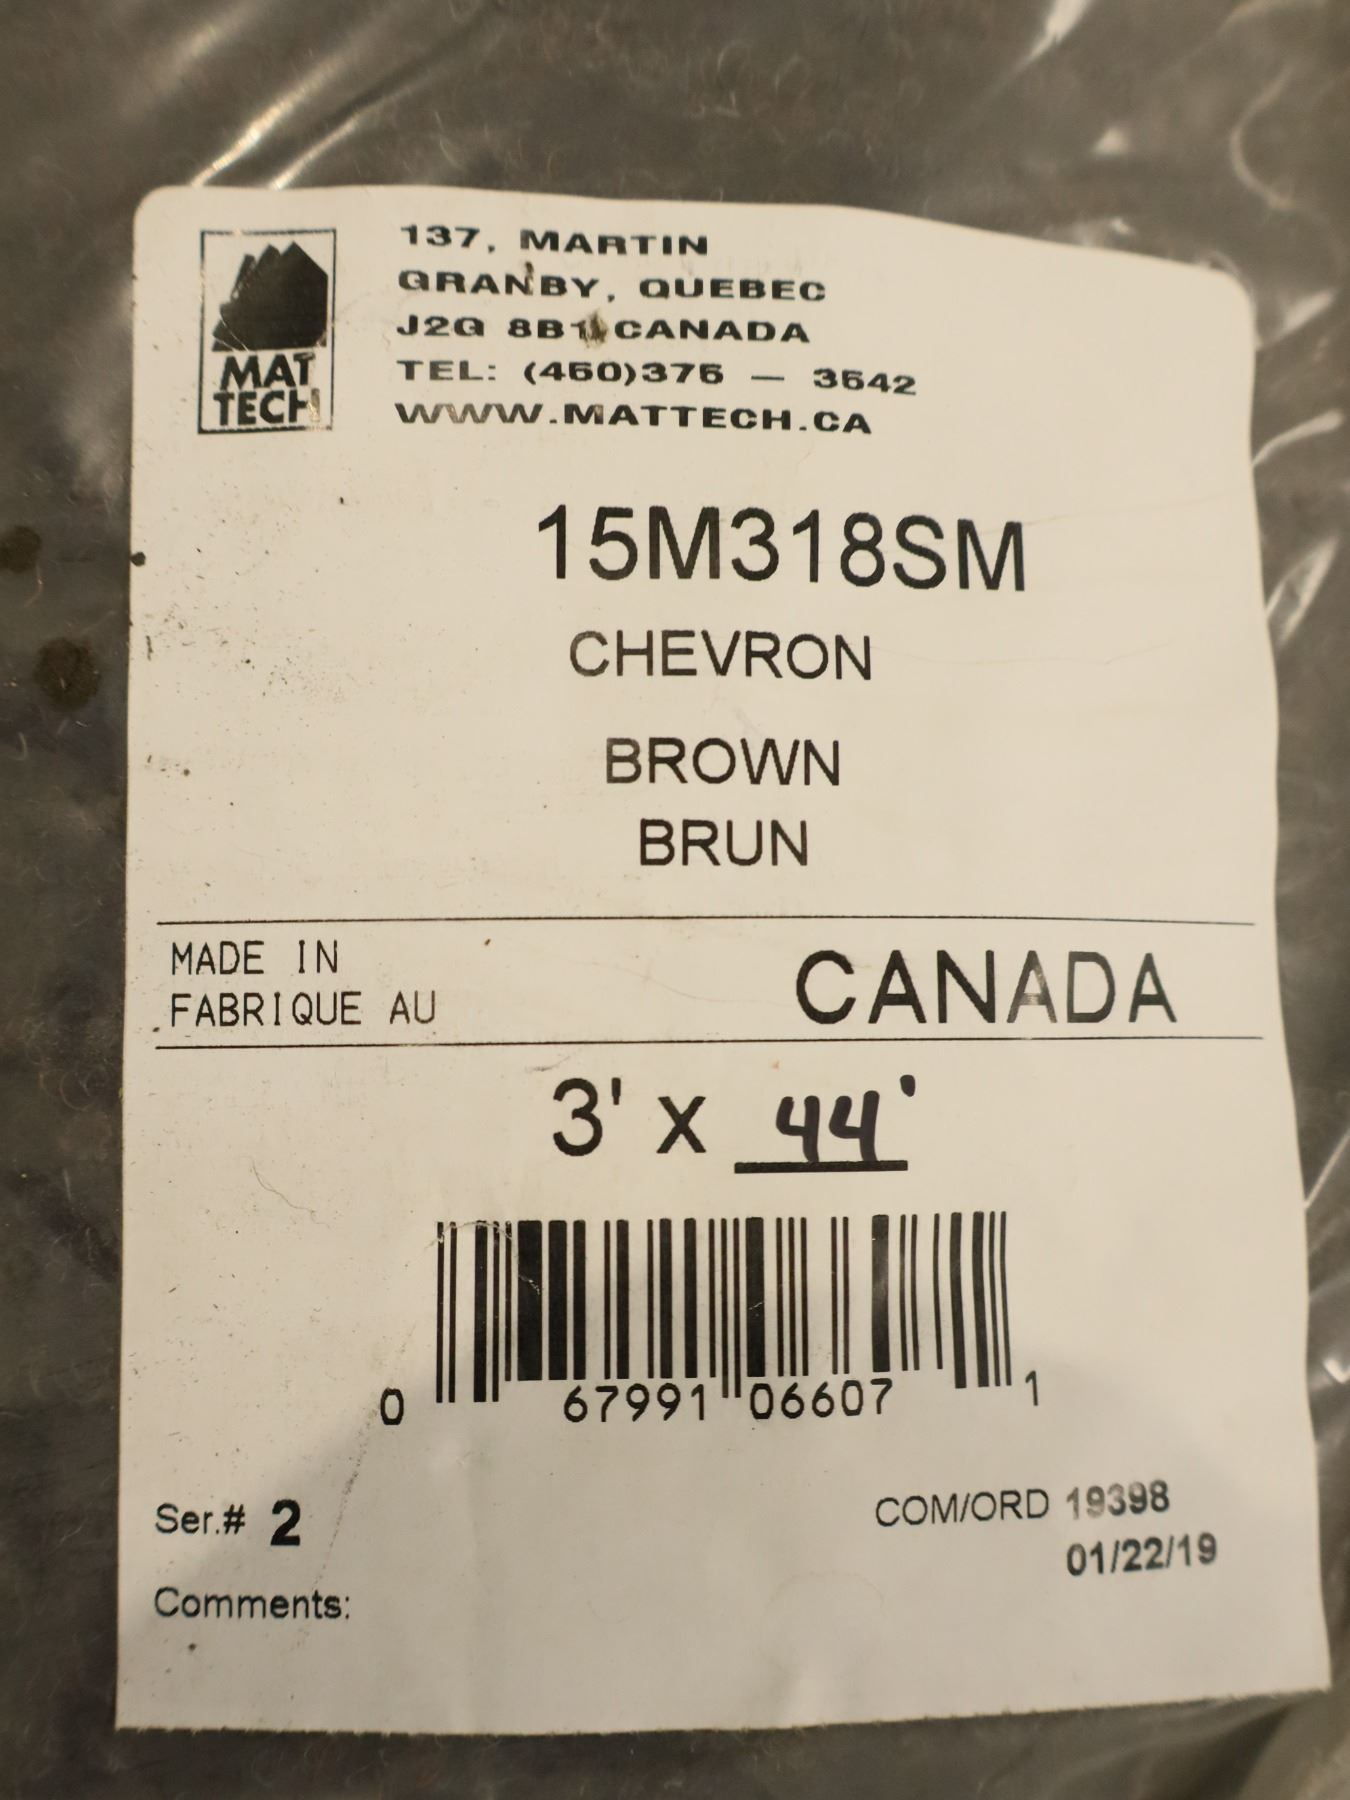 MAT
TECH
137, MARTIN
GRANBY, QUEBEC
J2G 8B1 CANADA
TEL: (450)375 — 3542
WWW.MATTECH.CA
15M318SM
CHEVRON
BROWN
BRUN
MADE IN
FABRIQUE AU
CANADA
3' x 44'
0 67991 06607 1
Ser.# 2
COM/ORD 19398
01/22/19
Comments: